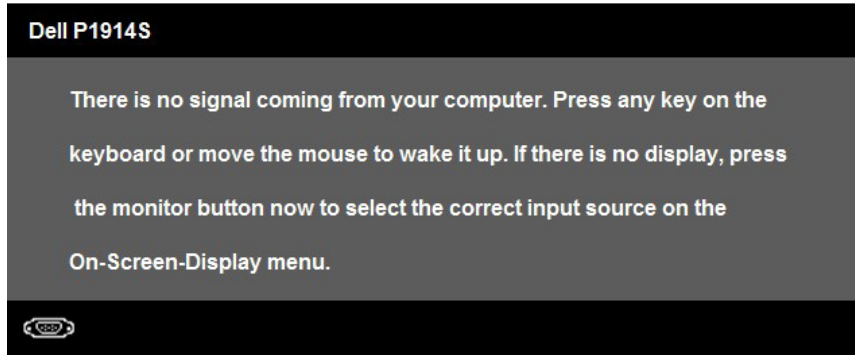 Dell P1914S
There is no signal coming from your computer. Press any key on the
keyboard or move the mouse to wake it up. If there is no display, press
the monitor button now to select the correct input source on the
On-Screen-Display menu.